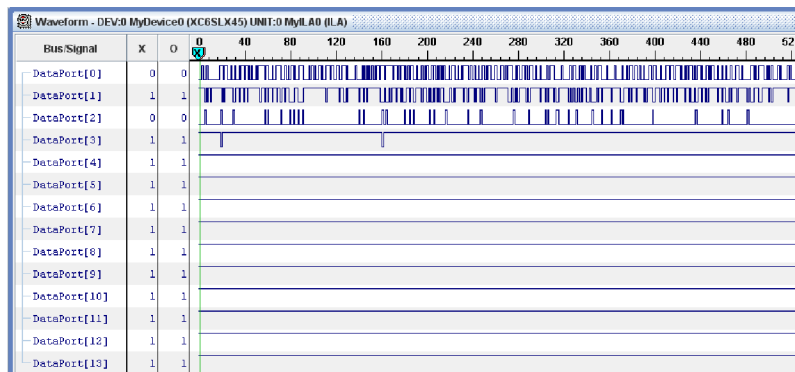 Waveform - DEV:0 MyDevice0 (XC6SLX45) UNIT:0 MyILA0 (ILA)
Bus/Signal X O 0 40 80 120 160 200 240 280 320 360 400 440 480 52
X
DataPort[0] 0 0
DataPort[1] 1 1
DataPort[2] 0 0
DataPort[3] 1 1
DataPort[4] 1 1
DataPort[5] 1 1
DataPort[6] 1 1
DataPort[7] 1 1
DataPort[8] 1 1
DataPort[9] 1 1
DataPort[10] 1 1
DataPort[11] 1 1
DataPort[12] 1 1
DataPort[13] 1 1